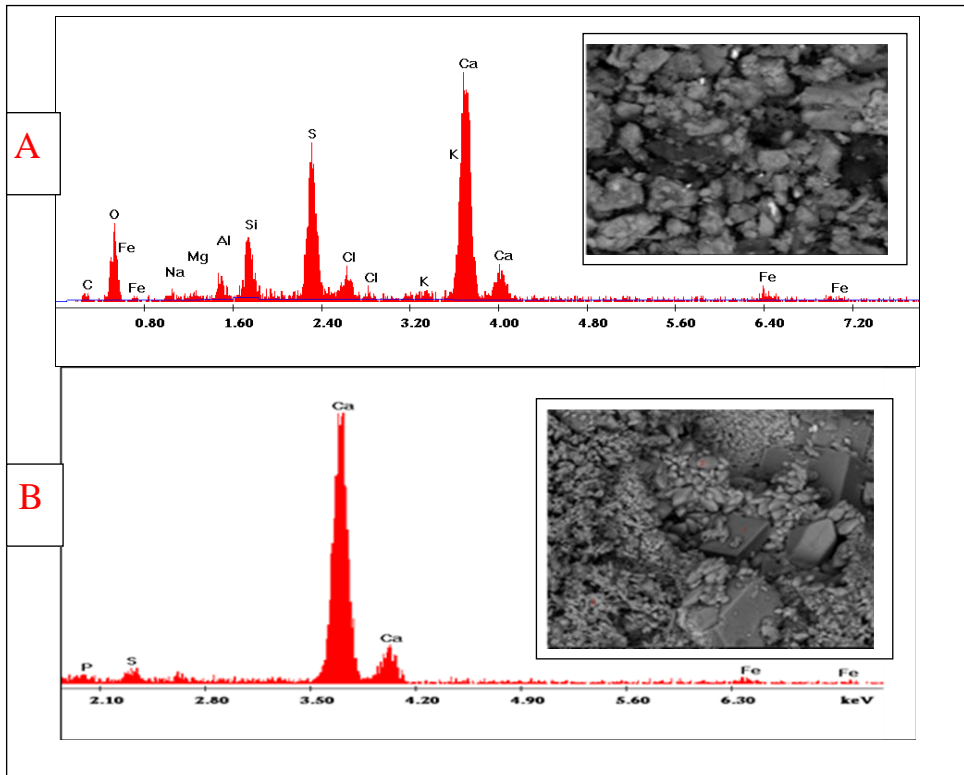 A
Ca
S
K
O
Si
Fe
Al
Mg
Cl
Ca
Na
Cl
K
Fe
C
Fe
Fe
0.80 1.60 2.40 3.20 4.00 4.80 5.60 6.40 7.20
B
Ca
Ca
P
S
Fe
Fe
2.10 2.80 3.50 4.20 4.90 5.60 6.30 keV